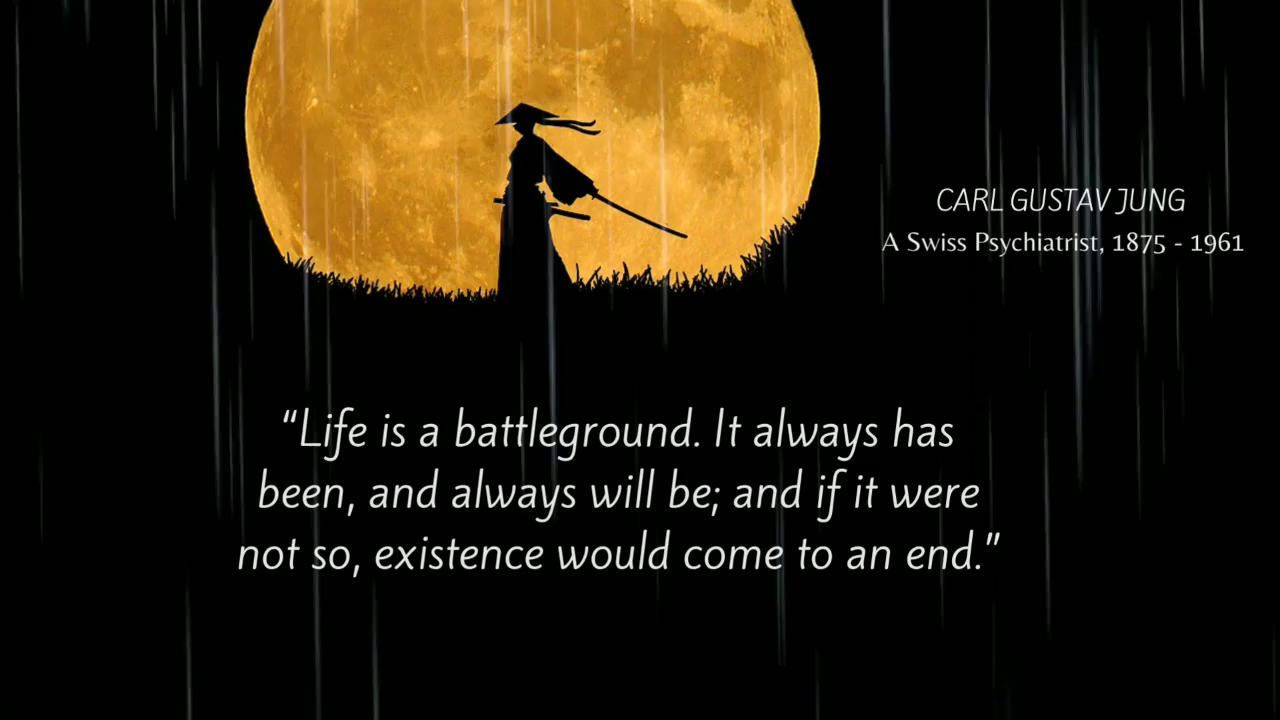 CARL GUSTAV JUNG
A Swiss Psychiatrist, 1875 - 1961
“Life is a battleground. It always has
been, and always will be; and if it were
not so, existence would come to an end.”